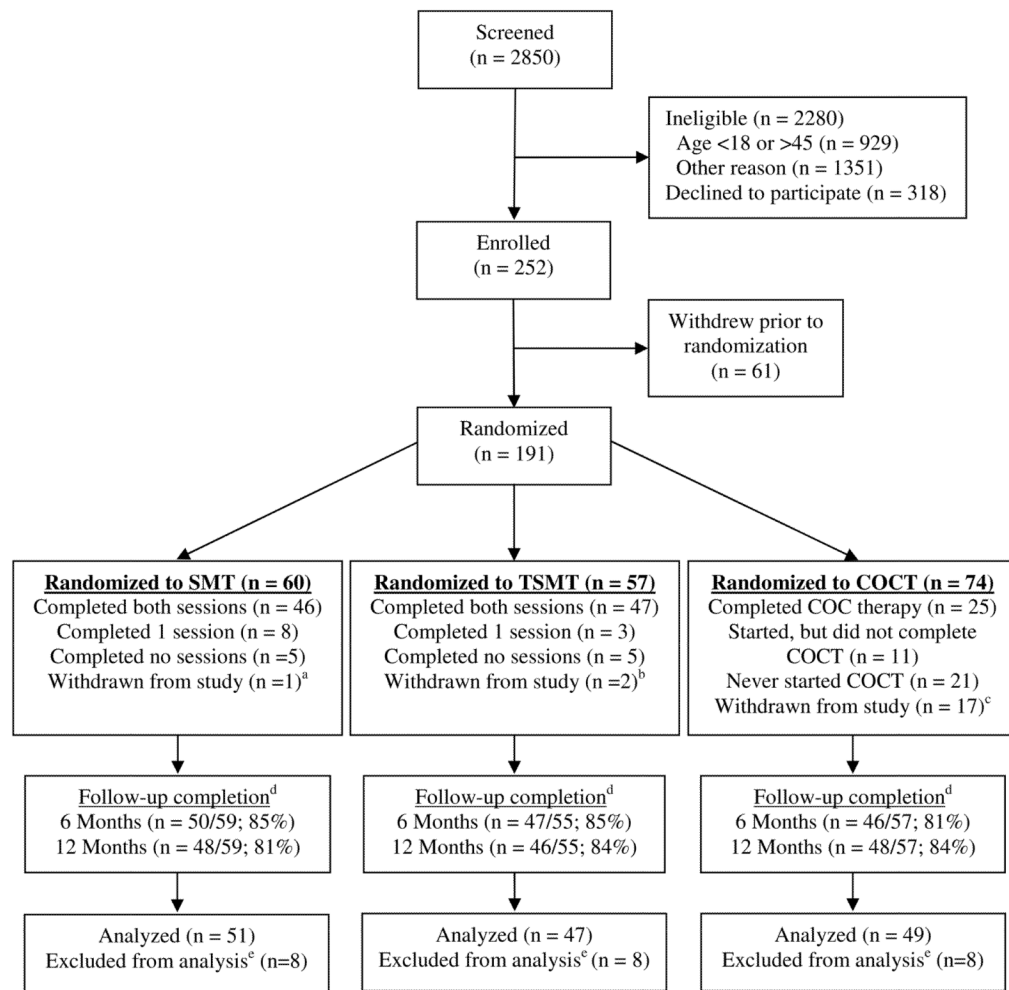 Screened
(n = 2850)
Ineligible (n = 2280)
Age <18 or >45 (n = 929)
Other reason (n = 1351)
Declined to participate (n = 318)
Enrolled
(n = 252)
Withdrew prior to
randomization
(n = 61)
Randomized
(n = 191)
Randomized to SMT (n = 60)
Completed both sessions (n = 46)
Completed 1 session (n = 8)
Completed no sessions (n =5)
Withdrawn from study (n =1)a
Randomized to TSMT (n = 57)
Completed both sessions (n = 47)
Completed 1 session (n = 3)
Completed no sessions (n = 5)
Withdrawn from study (n =2)b
Randomized to COCT (n = 74)
Completed COC therapy (n = 25)
Started, but did not complete
COCT (n = 11)
Never started COCT (n = 21)
Withdrawn from study (n = 17)c
Follow-up completiond
6 Months (n = 50/59; 85%)
12 Months (n = 48/59; 81%)
Follow-up completiond
6 Months (n = 47/55; 85%)
12 Months (n = 46/55; 84%)
Follow-up completiond
6 Months (n = 46/57; 81%)
12 Months (n = 48/57; 84%)
Analyzed (n = 51)
Excluded from analysise (n=8)
Analyzed (n = 47)
Excluded from analysise (n = 8)
Analyzed (n = 49)
Excluded from analysise (n=8)